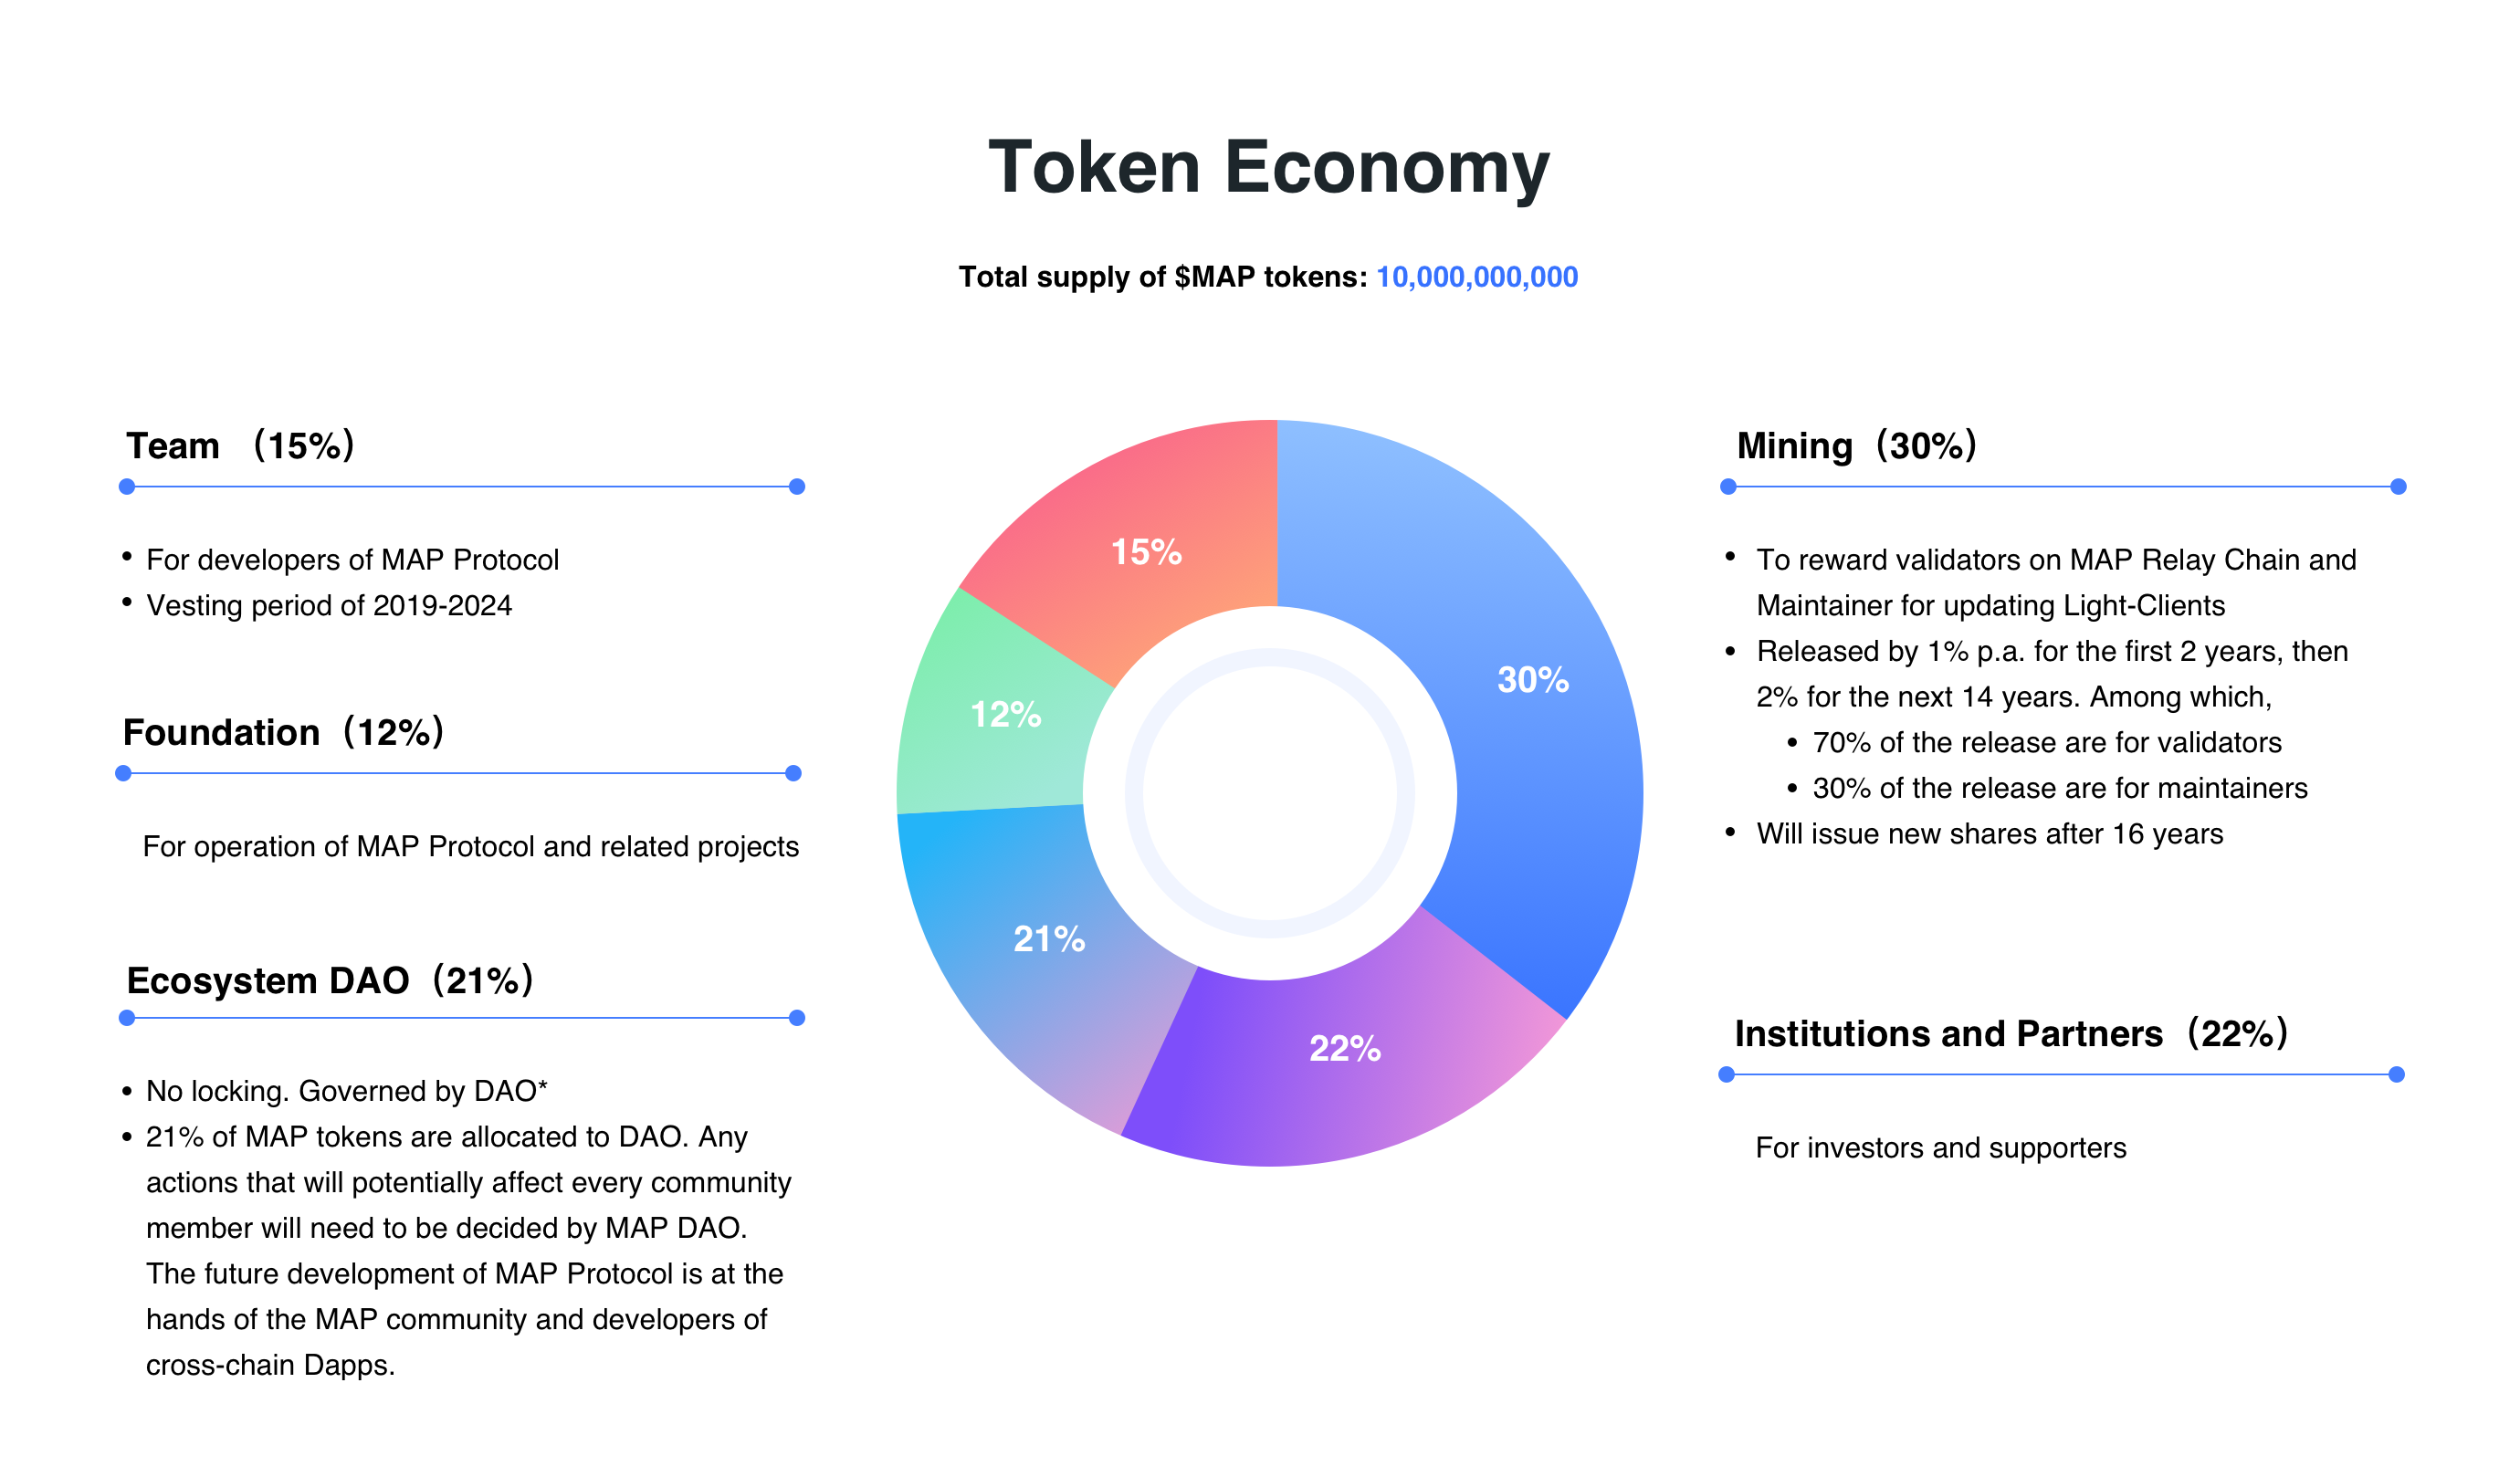 Token Economy
Total supply of $MAP tokens: 10,000,000,000
Team （15%）
• For developers of MAP Protocol
• Vesting period of 2019-2024
Foundation（12%）
For operation of MAP Protocol and related projects
Ecosystem DAO（21%）
• No locking. Governed by DAO*
• 21% of MAP tokens are allocated to DAO. Any
actions that will potentially affect every community
member will need to be decided by MAP DAO.
The future development of MAP Protocol is at the
hands of the MAP community and developers of
cross-chain Dapps.
15%
30%
12%
21%
22%
Mining（30%）
• To reward validators on MAP Relay Chain and
Maintainer for updating Light-Clients
• Released by 1% p.a. for the first 2 years, then
2% for the next 14 years. Among which,
• 70% of the release are for validators
• 30% of the release are for maintainers
• Will issue new shares after 16 years
Institutions and Partners（22%）
For investors and supporters